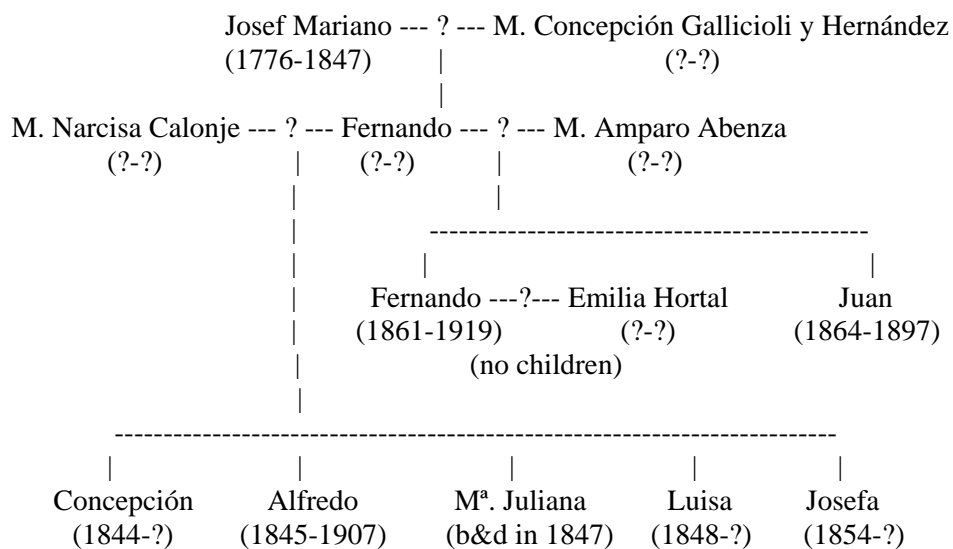 Josef Mariano --- ? --- M. Concepción Gallicioli y Hernández
(1776-1847) | (?-?)
|
M. Narcisa Calonje --- ? --- Fernando --- ? --- M. Amparo Abenza
(?-?) | (?-?) | (?-?)
| |
| ---------------------------------------------
| | |
| Fernando ---?--- Emilia Hortal Juan
| (1861-1919) (?-?) (1864-1897)
| (no children)
|
--------------------------------------------------------------------------
| | | | |
Concepción Alfredo Mª. Juliana Luisa Josefa
(1844-?) (1845-1907) (b&d in 1847) (1848-?) (1854-?)